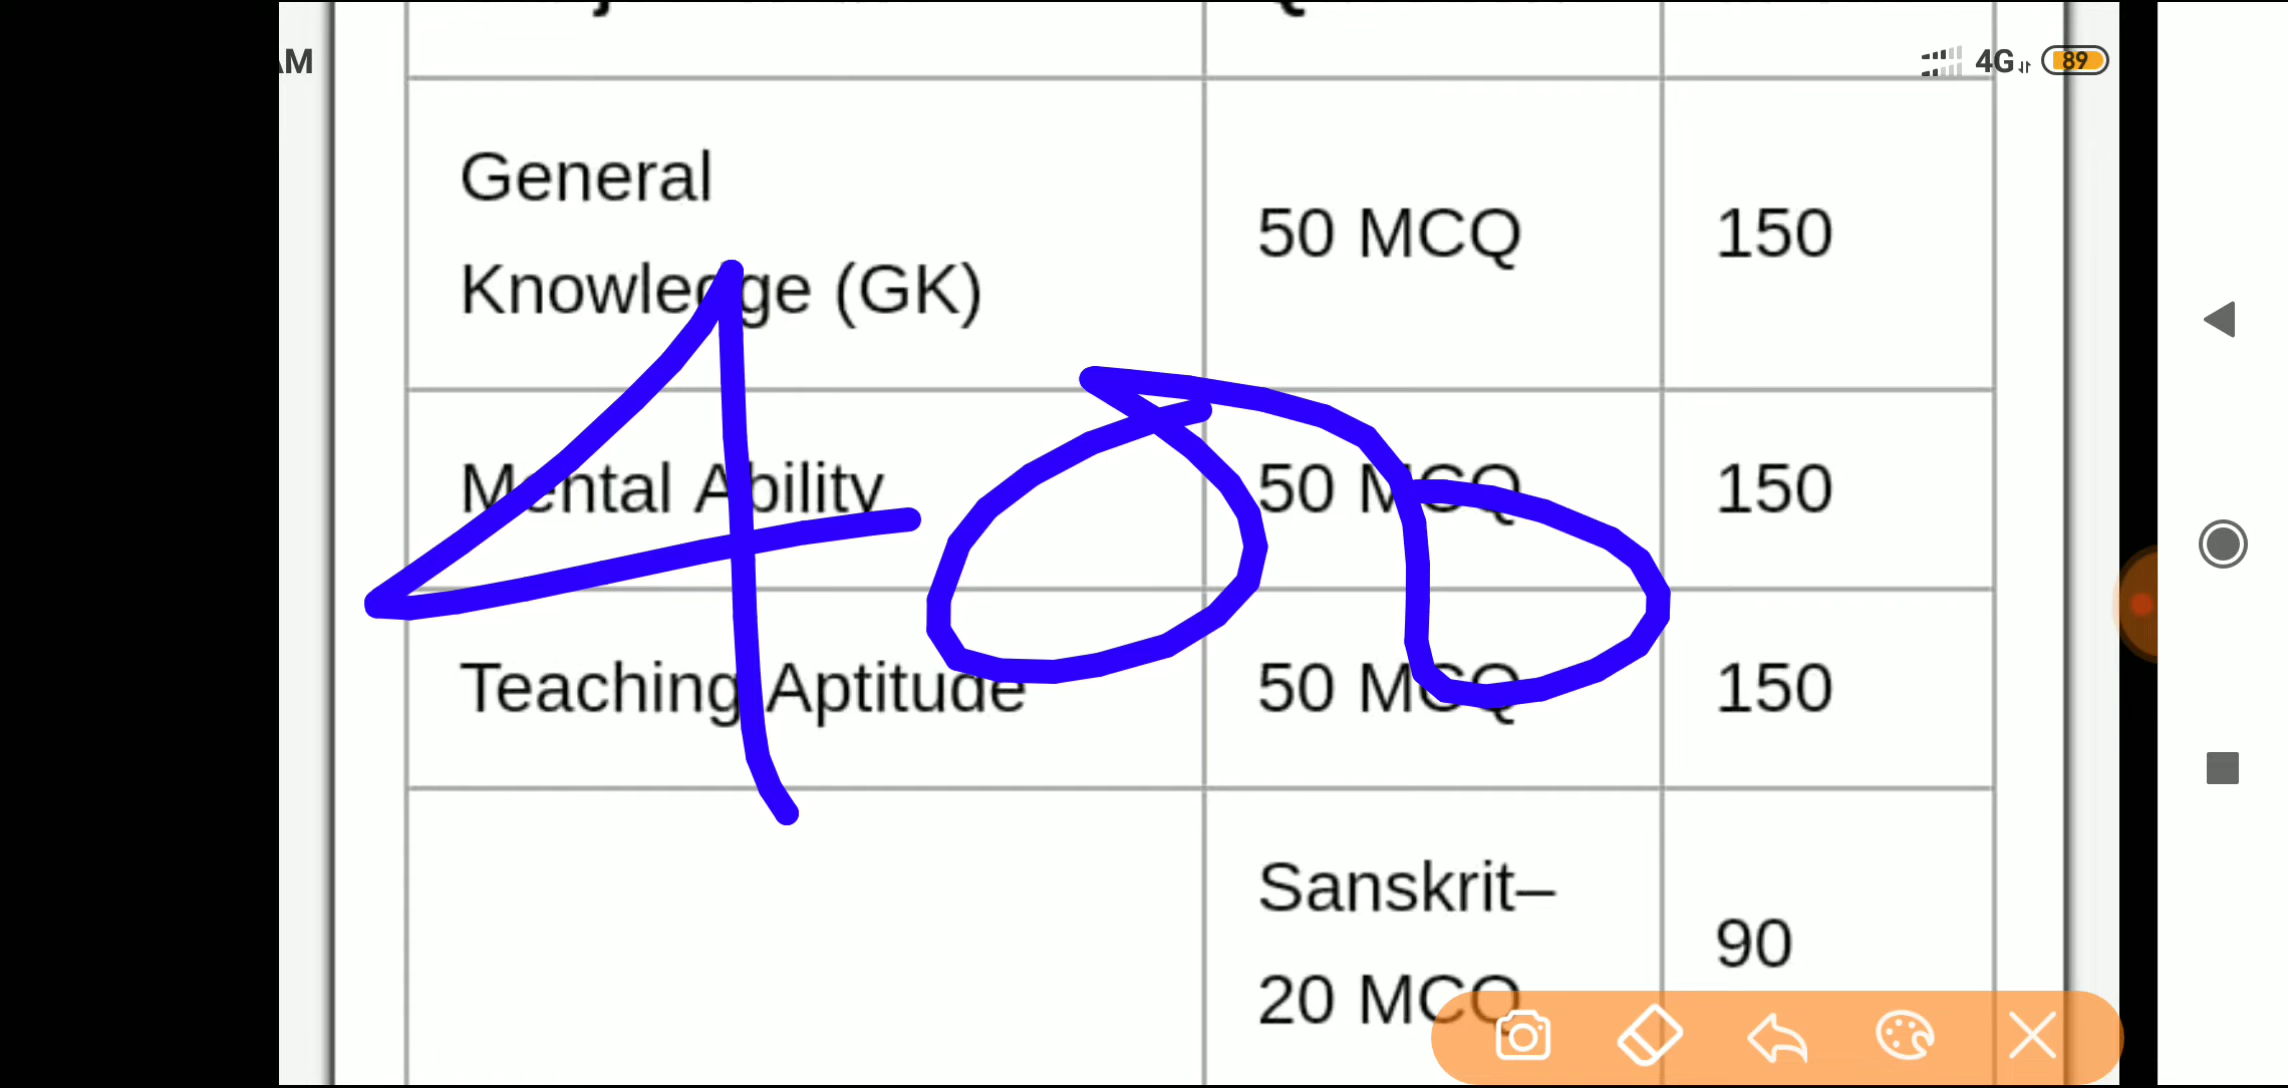 AM
4G 89
General
Knowledge (GK)
50 MCQ
150
Mental Ability
50 MCQ
150
Teaching Aptitude
50 MCQ
150
400
Sanskrit–
20 MCQ
90